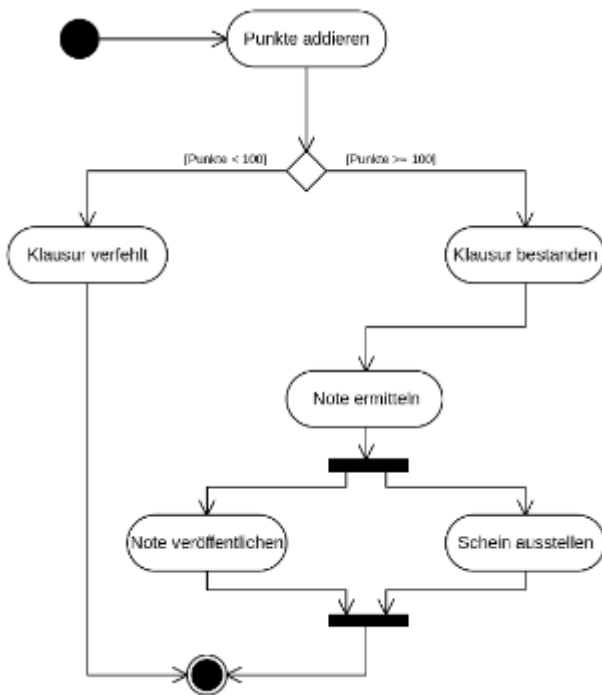 Punkte addieren
[Punkte < 100]
[Punkte >= 100]
Klausur verfehlt
Klausur bestanden
Note ermitteln
Note veröffentlichen
Schein ausstellen